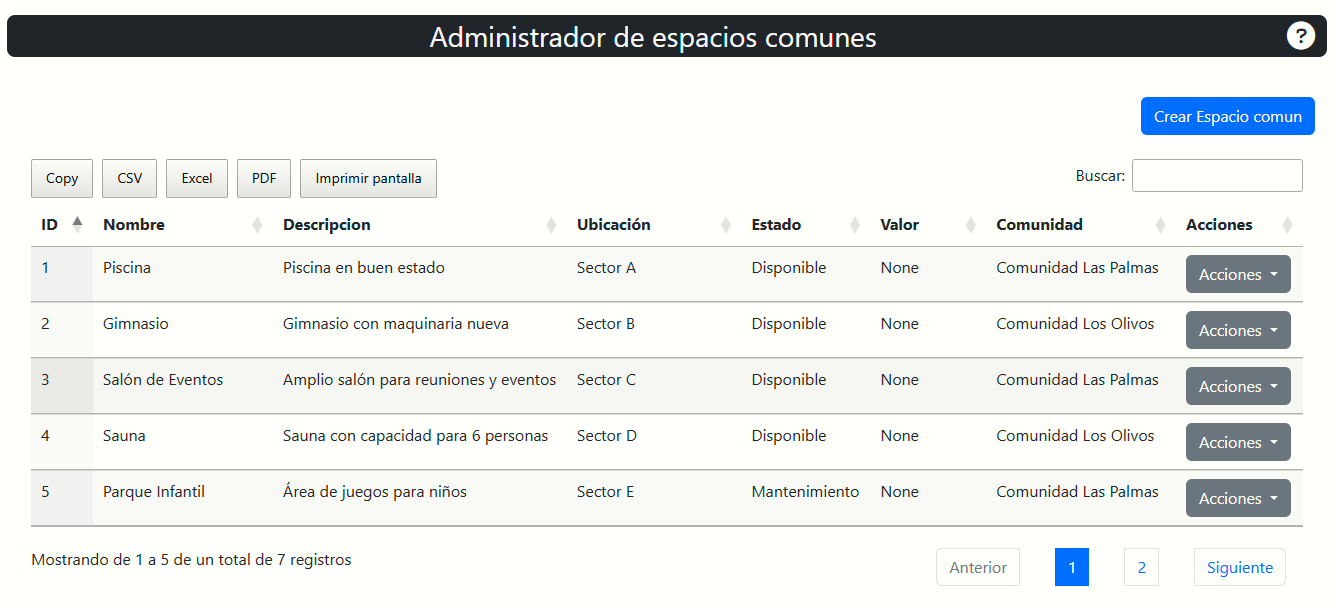 Administrador de espacios comunes ?
Crear Espacio comun
Copy CSV Excel PDF Imprimir pantalla Buscar:
ID Nombre Descripcion Ubicación Estado Valor Comunidad Acciones
1 Piscina Piscina en buen estado Sector A Disponible None Comunidad Las Palmas Acciones
2 Gimnasio Gimnasio con maquinaria nueva Sector B Disponible None Comunidad Los Olivos Acciones
3 Salón de Eventos Amplio salón para reuniones y eventos Sector C Disponible None Comunidad Las Palmas Acciones
4 Sauna Sauna con capacidad para 6 personas Sector D Disponible None Comunidad Los Olivos Acciones
5 Parque Infantil Área de juegos para niños Sector E Mantenimiento None Comunidad Las Palmas Acciones
Mostrando de 1 a 5 de un total de 7 registros Anterior 1 2 Siguiente